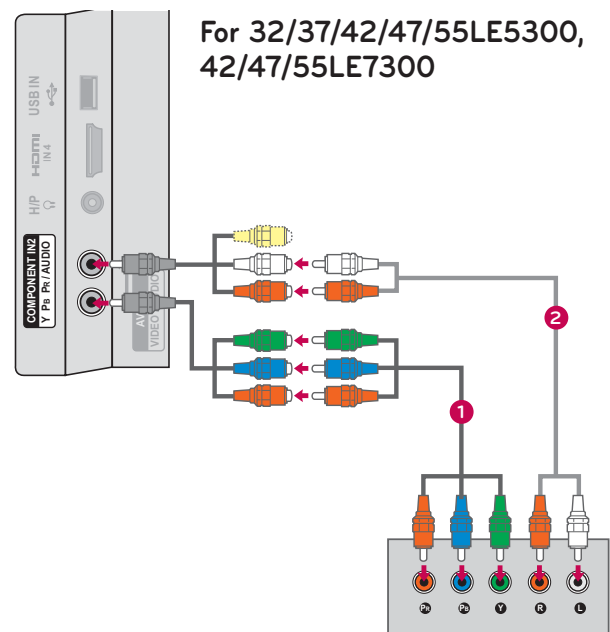 For 32/37/42/47/55LE5300,
42/47/55LE7300
USB IN
HDMI
IN 4
H/P
COMPONENT IN2
Y PB PR / AUDIO
AV
VIDEO
DIO
2
1
PR
PB
Y
R
L